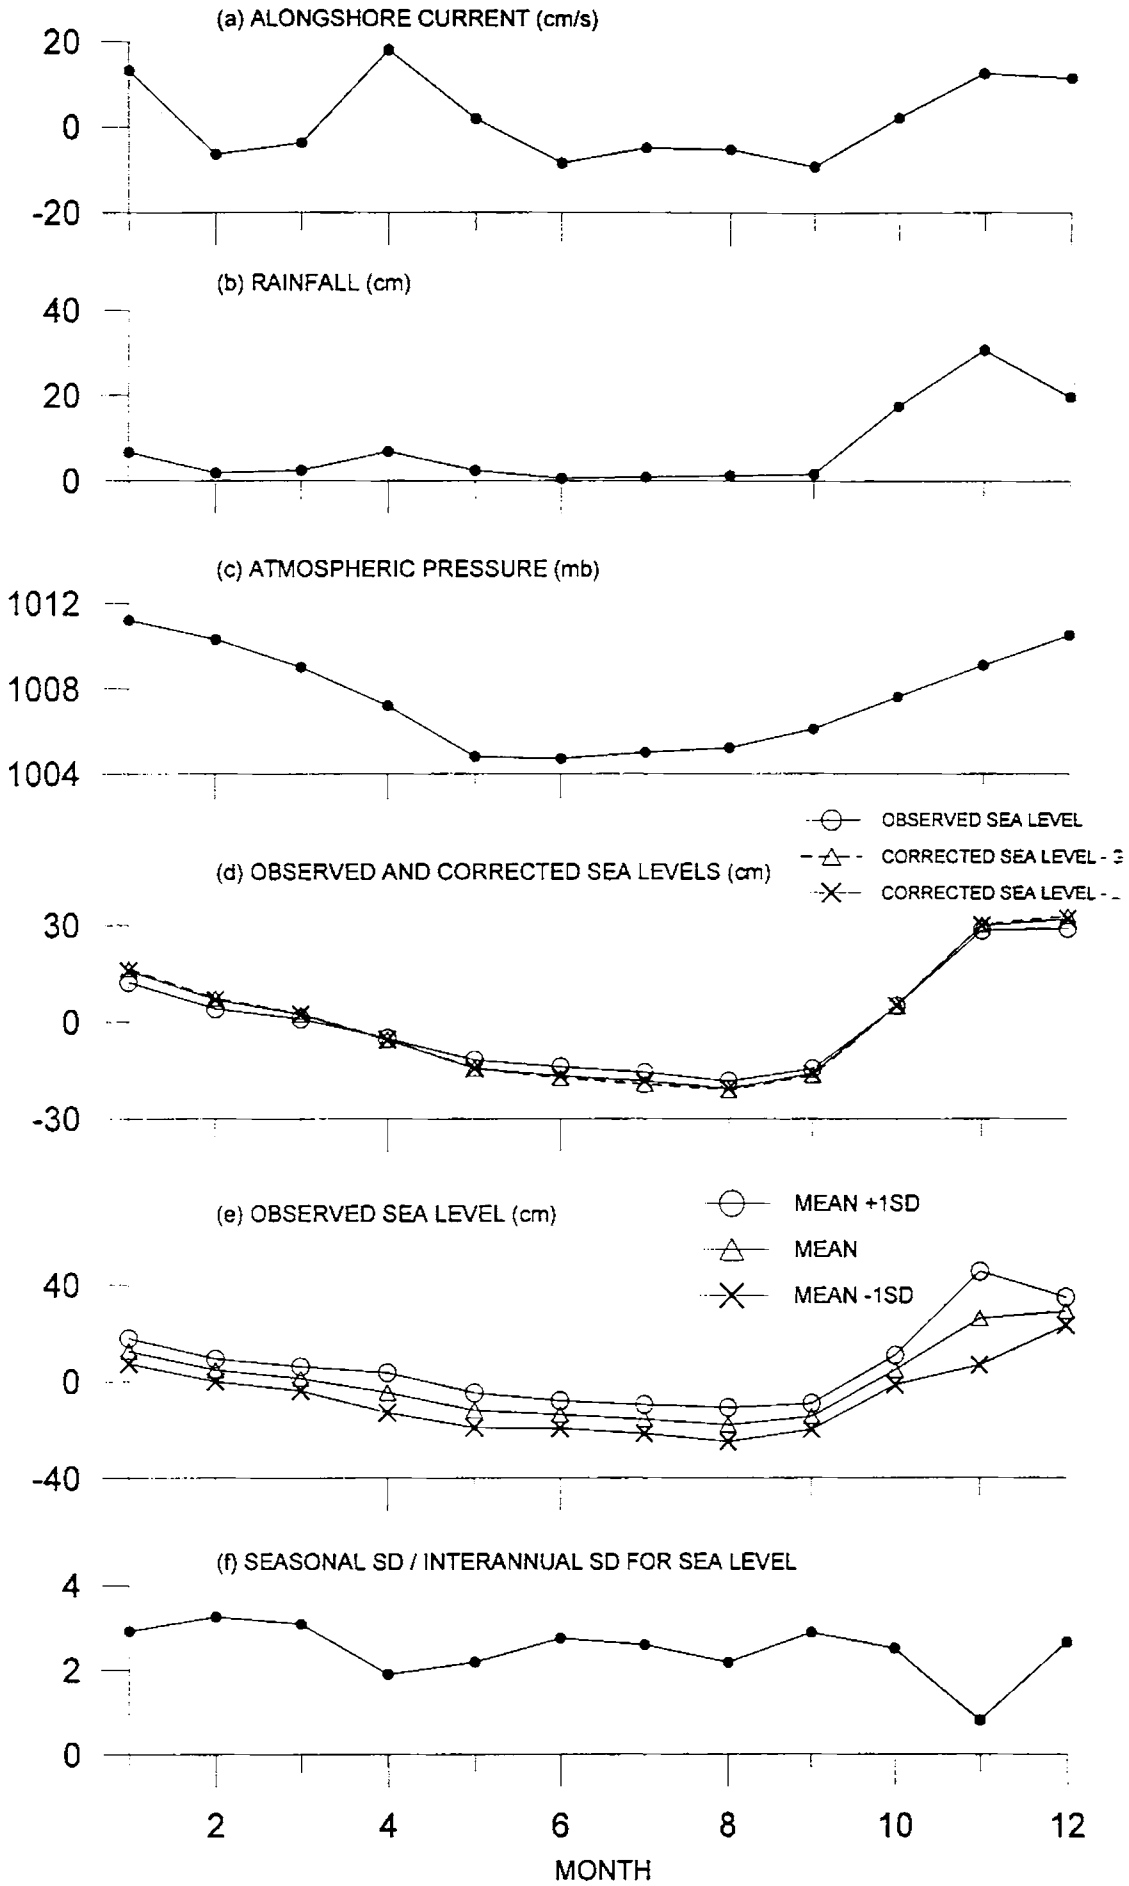 (a) ALONGSHORE CURRENT (cm/s)
20
0
-20
(b) RAINFALL (cm)
40
20
0
(c) ATMOSPHERIC PRESSURE (mb)
1012
1008
1004
OBSERVED SEA LEVEL
CORRECTED SEA LEVEL -
CORRECTED SEA LEVEL -
(d) OBSERVED AND CORRECTED SEA LEVELS (cm)
30
0
-30
(e) OBSERVED SEA LEVEL (cm)
MEAN +1SD
MEAN
MEAN -1SD
40
0
-40
(f) SEASONAL SD / INTERANNUAL SD FOR SEA LEVEL
4
2
0
2 4 6 8 10 12
MONTH